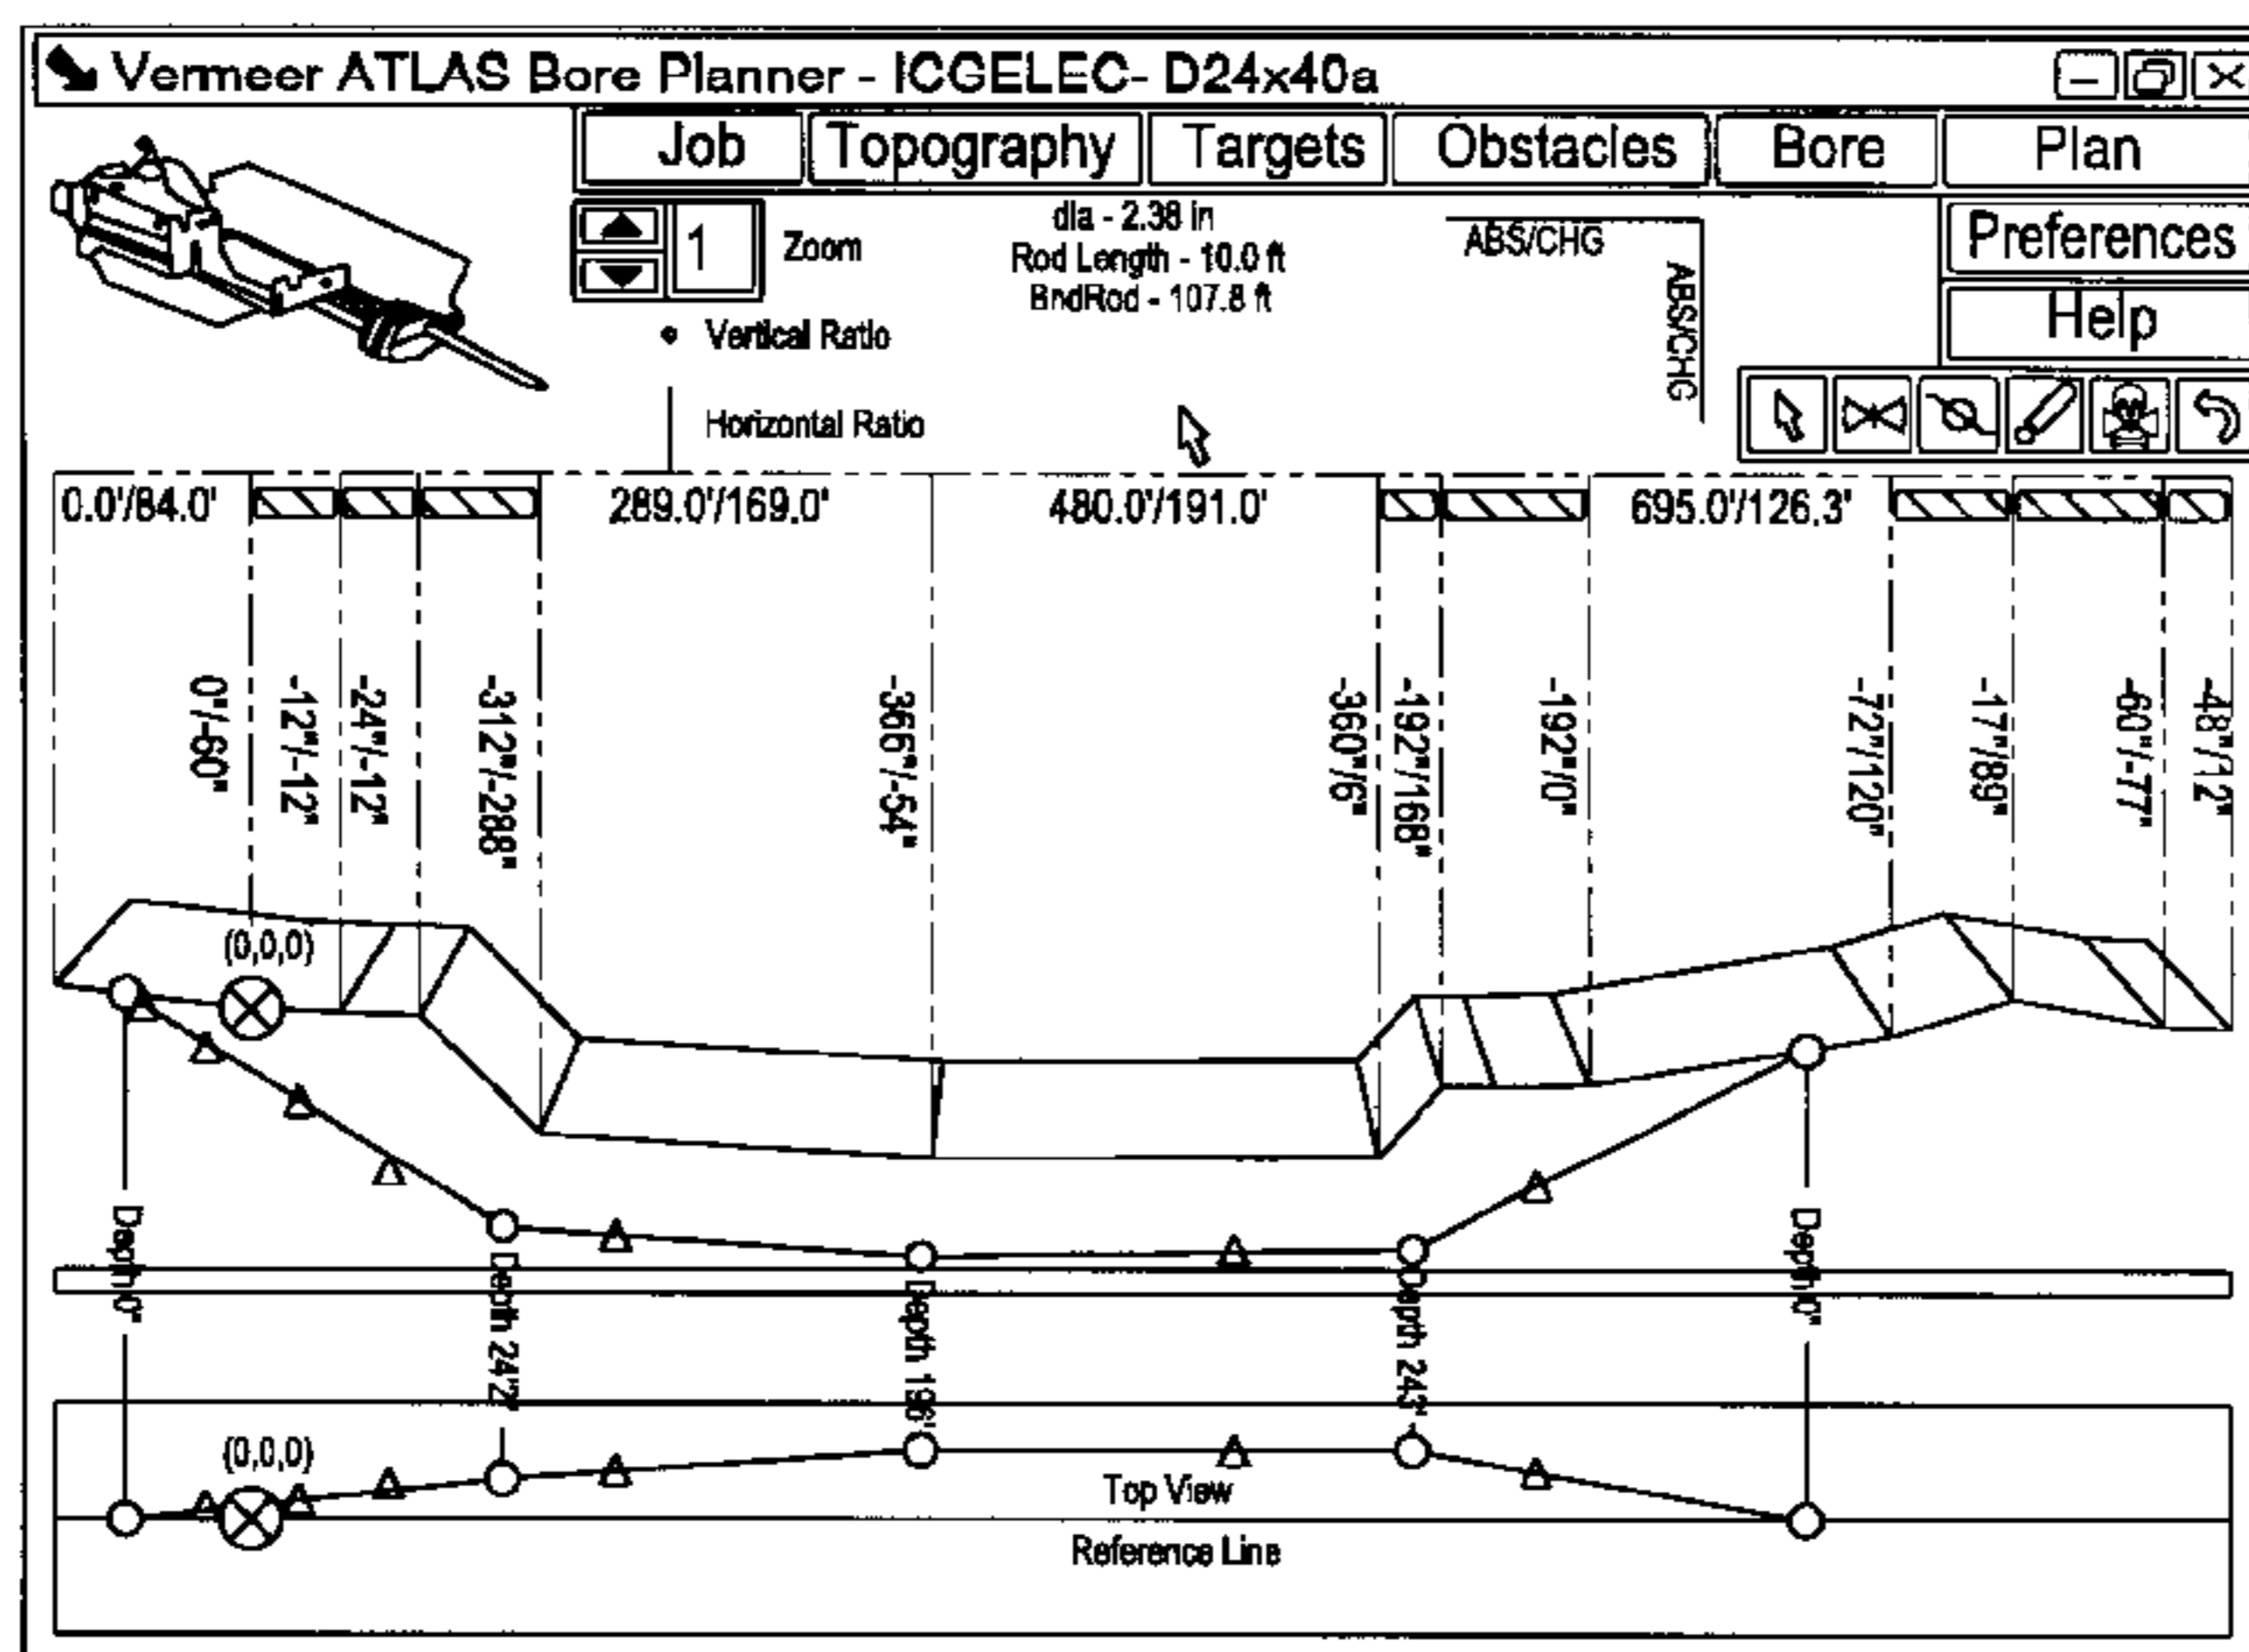 Vermeer ATLAS Bore Planner - ICGELEC- D24x40a
Job Topography Targets Obstacles Bore Plan
Preferences
Help
1 Zoom
dia - 2.38 in
Rod Length - 10.0 ft
BndRod - 107.8 ft
ABS/CHG
ABS/CHG
Vertical Ratio
Horizontal Ratio
0.0'/84.0' 289.0'/169.0' 480.0'/191.0' 695.0'/126.3'
0"/-60"
-12"/-12"
-24"/-12"
-312"/-288"
-366"/-54"
-360"/6"
-192"/168"
-192"/0"
-72"/120"
-17"/89"
-60"/-77"
-48"/12"
(0,0,0)
Depth 0"
Depth 24'2"
Depth 196'
Depth 243'
Depth 0"
(0,0,0)
Top View
Reference Line